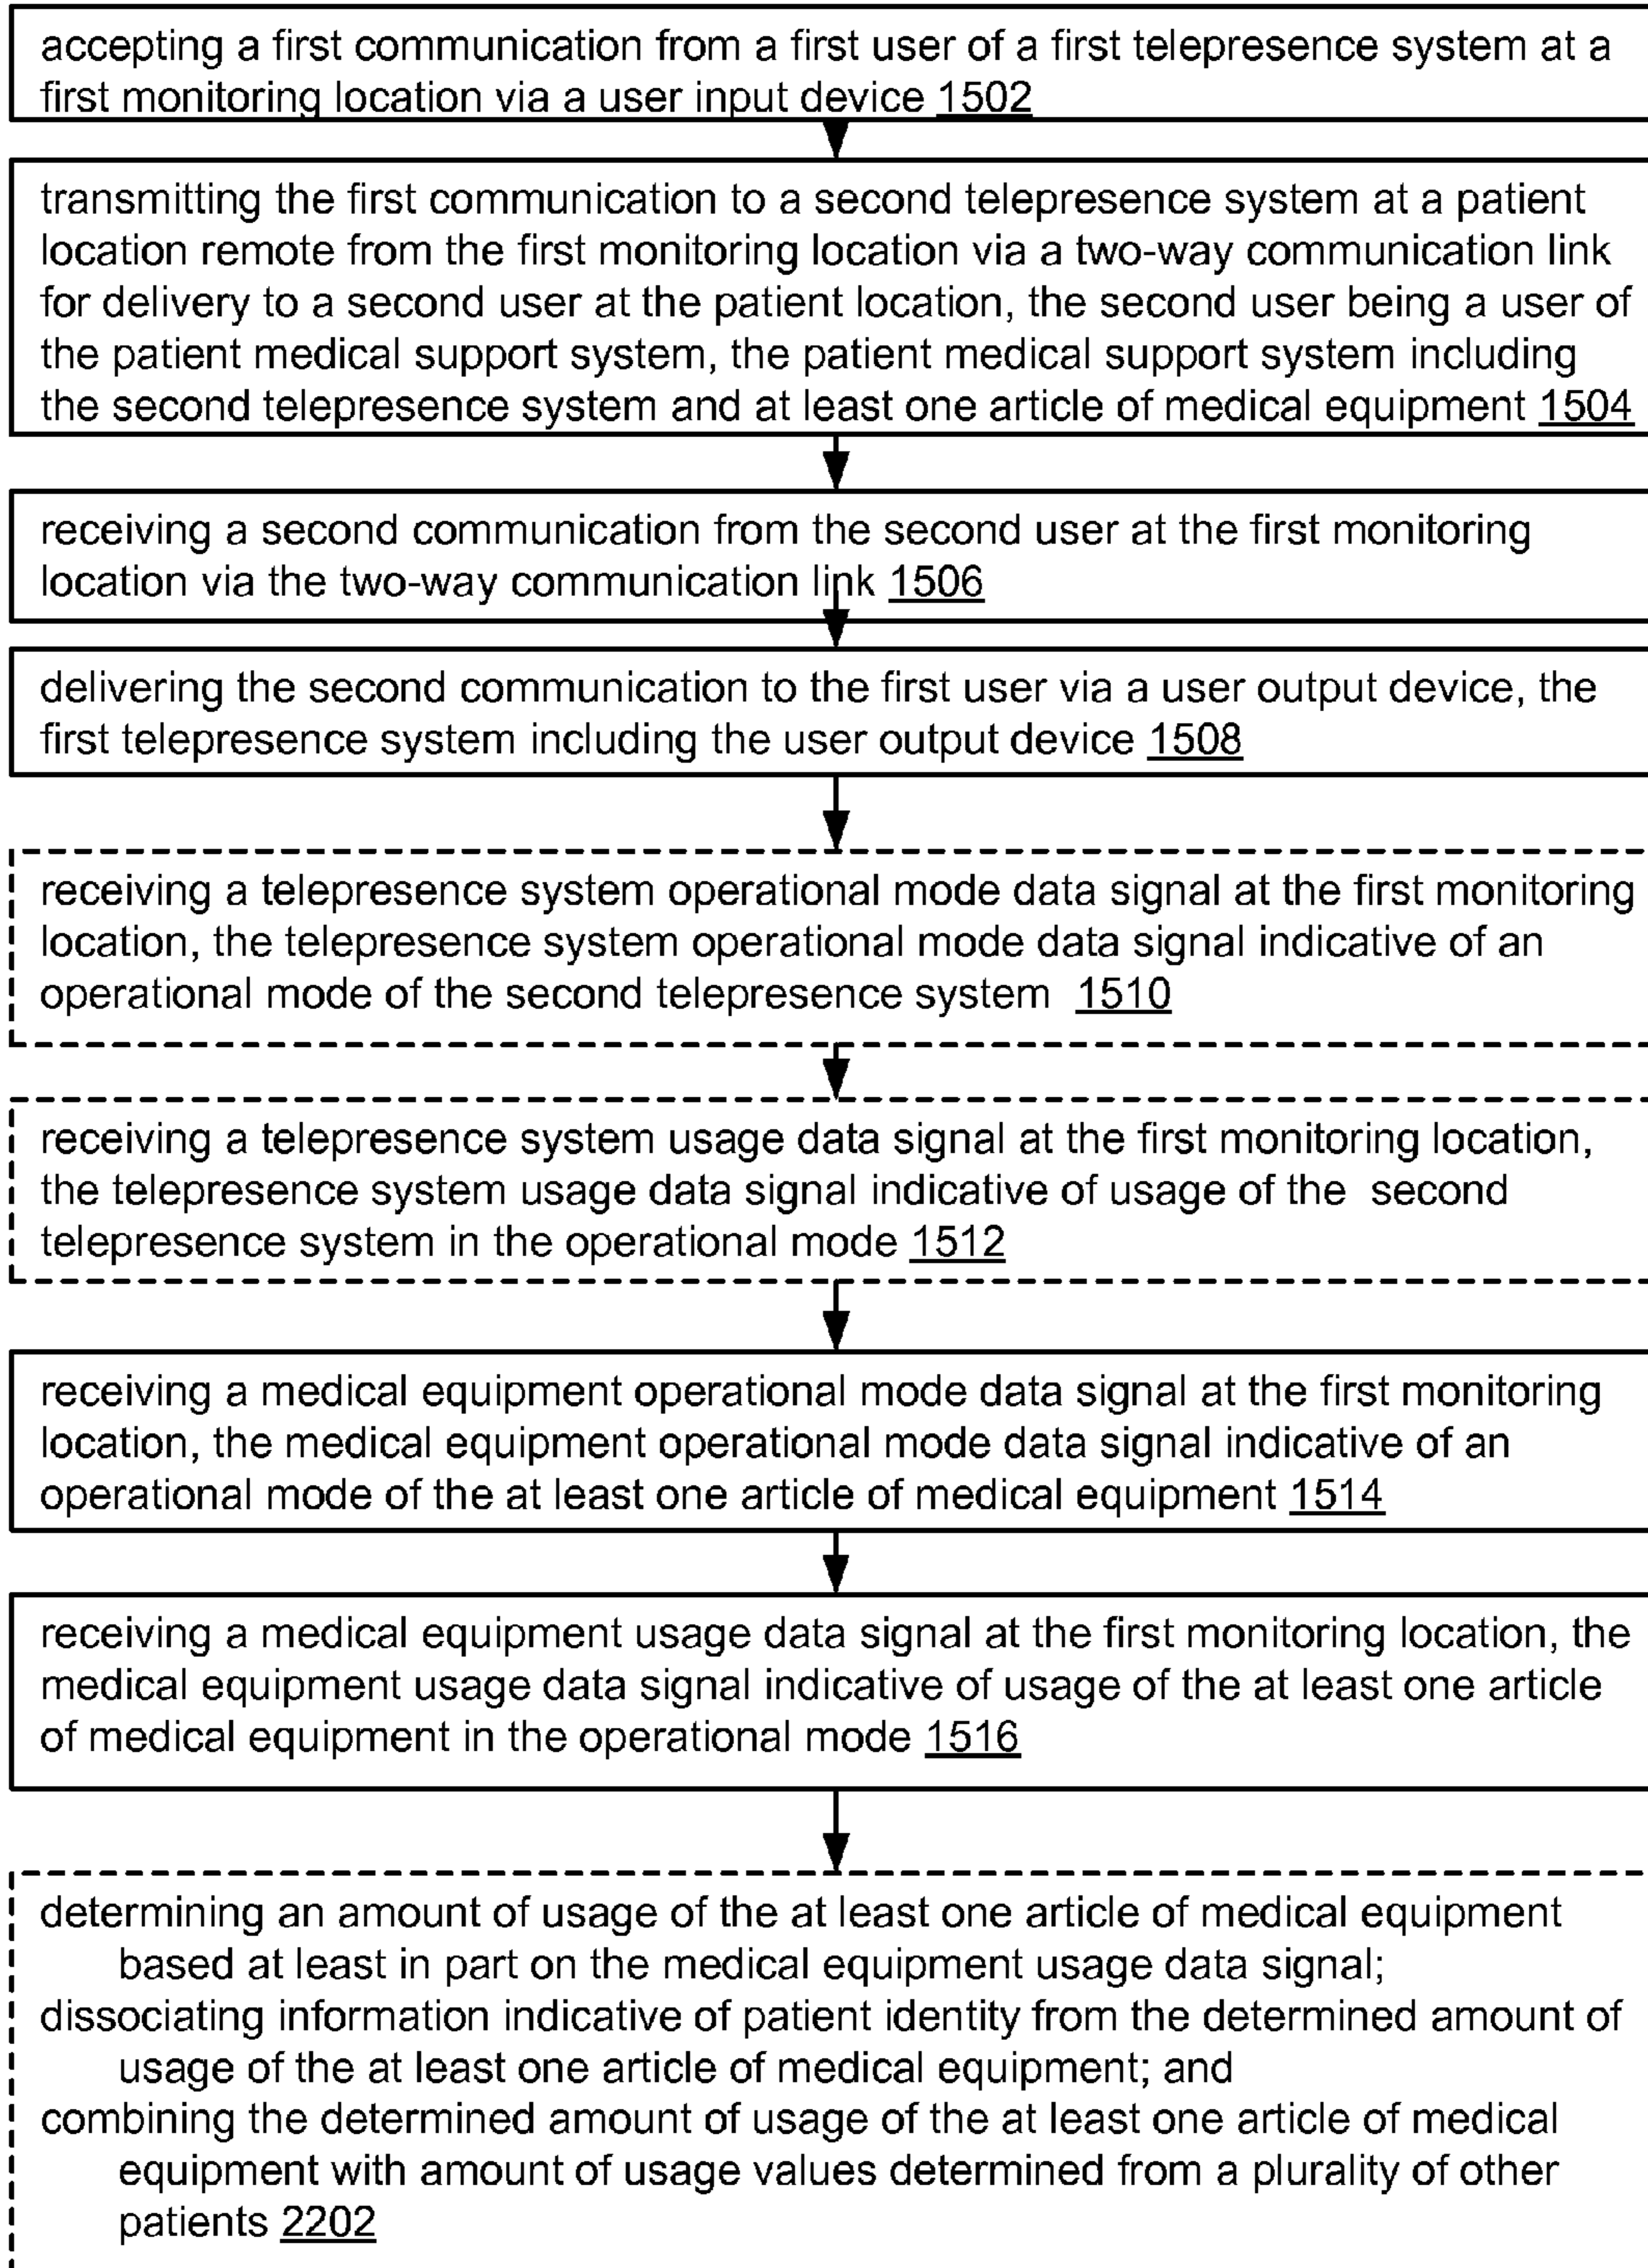 accepting a first communication from a first user of a first telepresence system at a
first monitoring location via a user input device 1502
transmitting the first communication to a second telepresence system at a patient
location remote from the first monitoring location via a two-way communication link
for delivery to a second user at the patient location, the second user being a user of
the patient medical support system, the patient medical support system including
the second telepresence system and at least one article of medical equipment 1504
receiving a second communication from the second user at the first monitoring
location via the two-way communication link 1506
delivering the second communication to the first user via a user output device, the
first telepresence system including the user output device 1508
receiving a telepresence system operational mode data signal at the first monitoring
location, the telepresence system operational mode data signal indicative of an
operational mode of the second telepresence system 1510
receiving a telepresence system usage data signal at the first monitoring location,
the telepresence system usage data signal indicative of usage of the second
telepresence system in the operational mode 1512
receiving a medical equipment operational mode data signal at the first monitoring
location, the medical equipment operational mode data signal indicative of an
operational mode of the at least one article of medical equipment 1514
receiving a medical equipment usage data signal at the first monitoring location, the
medical equipment usage data signal indicative of usage of the at least one article
of medical equipment in the operational mode 1516
determining an amount of usage of the at least one article of medical equipment
based at least in part on the medical equipment usage data signal;
dissociating information indicative of patient identity from the determined amount of
usage of the at least one article of medical equipment; and
combining the determined amount of usage of the at least one article of medical
equipment with amount of usage values determined from a plurality of other
patients 2202